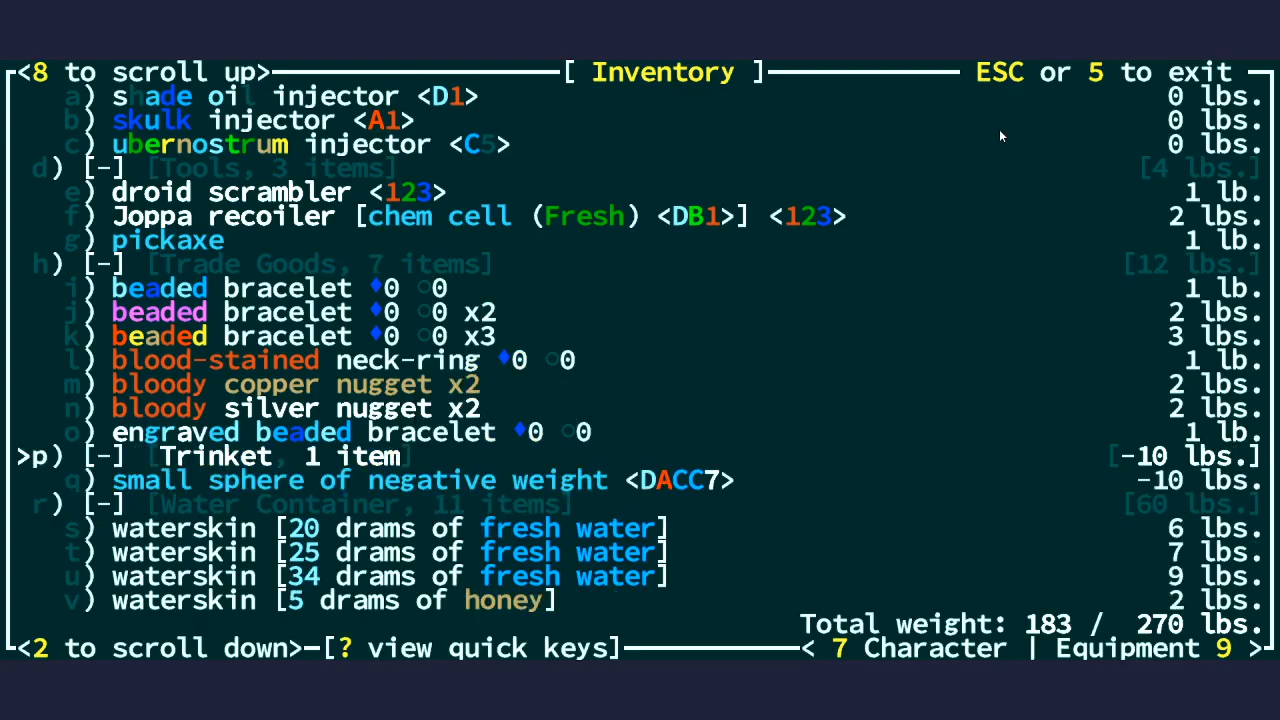 <8 to scroll up> [ Inventory ] ESC or 5 to exit
a) shade oil injector <D1> 0 lbs.
b) skulk injector <A1> 0 lbs.
c) ubernostrum injector <C5> 0 lbs.
d) [-] [Tools, 3 items] [4 lbs.]
e) droid scrambler <123> 1 lb.
f) Joppa recoiler [chem cell (Fresh) <DB1>] <123> 2 lbs.
g) pickaxe 1 lb.
h) [-] [Trade Goods, 7 items] [12 lbs.]
i) beaded bracelet ♦0 ○0 1 lb.
j) beaded bracelet ♦0 ○0 x2 2 lbs.
k) beaded bracelet ♦0 ○0 x3 3 lbs.
l) blood-stained neck-ring ♦0 ○0 1 lb.
m) bloody copper nugget x2 2 lbs.
n) bloody silver nugget x2 2 lbs.
o) engraved beaded bracelet ♦0 ○0 1 lb.
>p) [-] [Trinket, 1 item] [-10 lbs.]
q) small sphere of negative weight <DACC7> -10 lbs.
r) [-] [Water Container, 11 items] [60 lbs.]
s) waterskin [20 drams of fresh water] 6 lbs.
t) waterskin [25 drams of fresh water] 7 lbs.
u) waterskin [34 drams of fresh water] 9 lbs.
v) waterskin [5 drams of honey] 2 lbs.
Total weight: 183 / 270 lbs.
<2 to scroll down> [? view quick keys] < 7 Character | Equipment 9 >